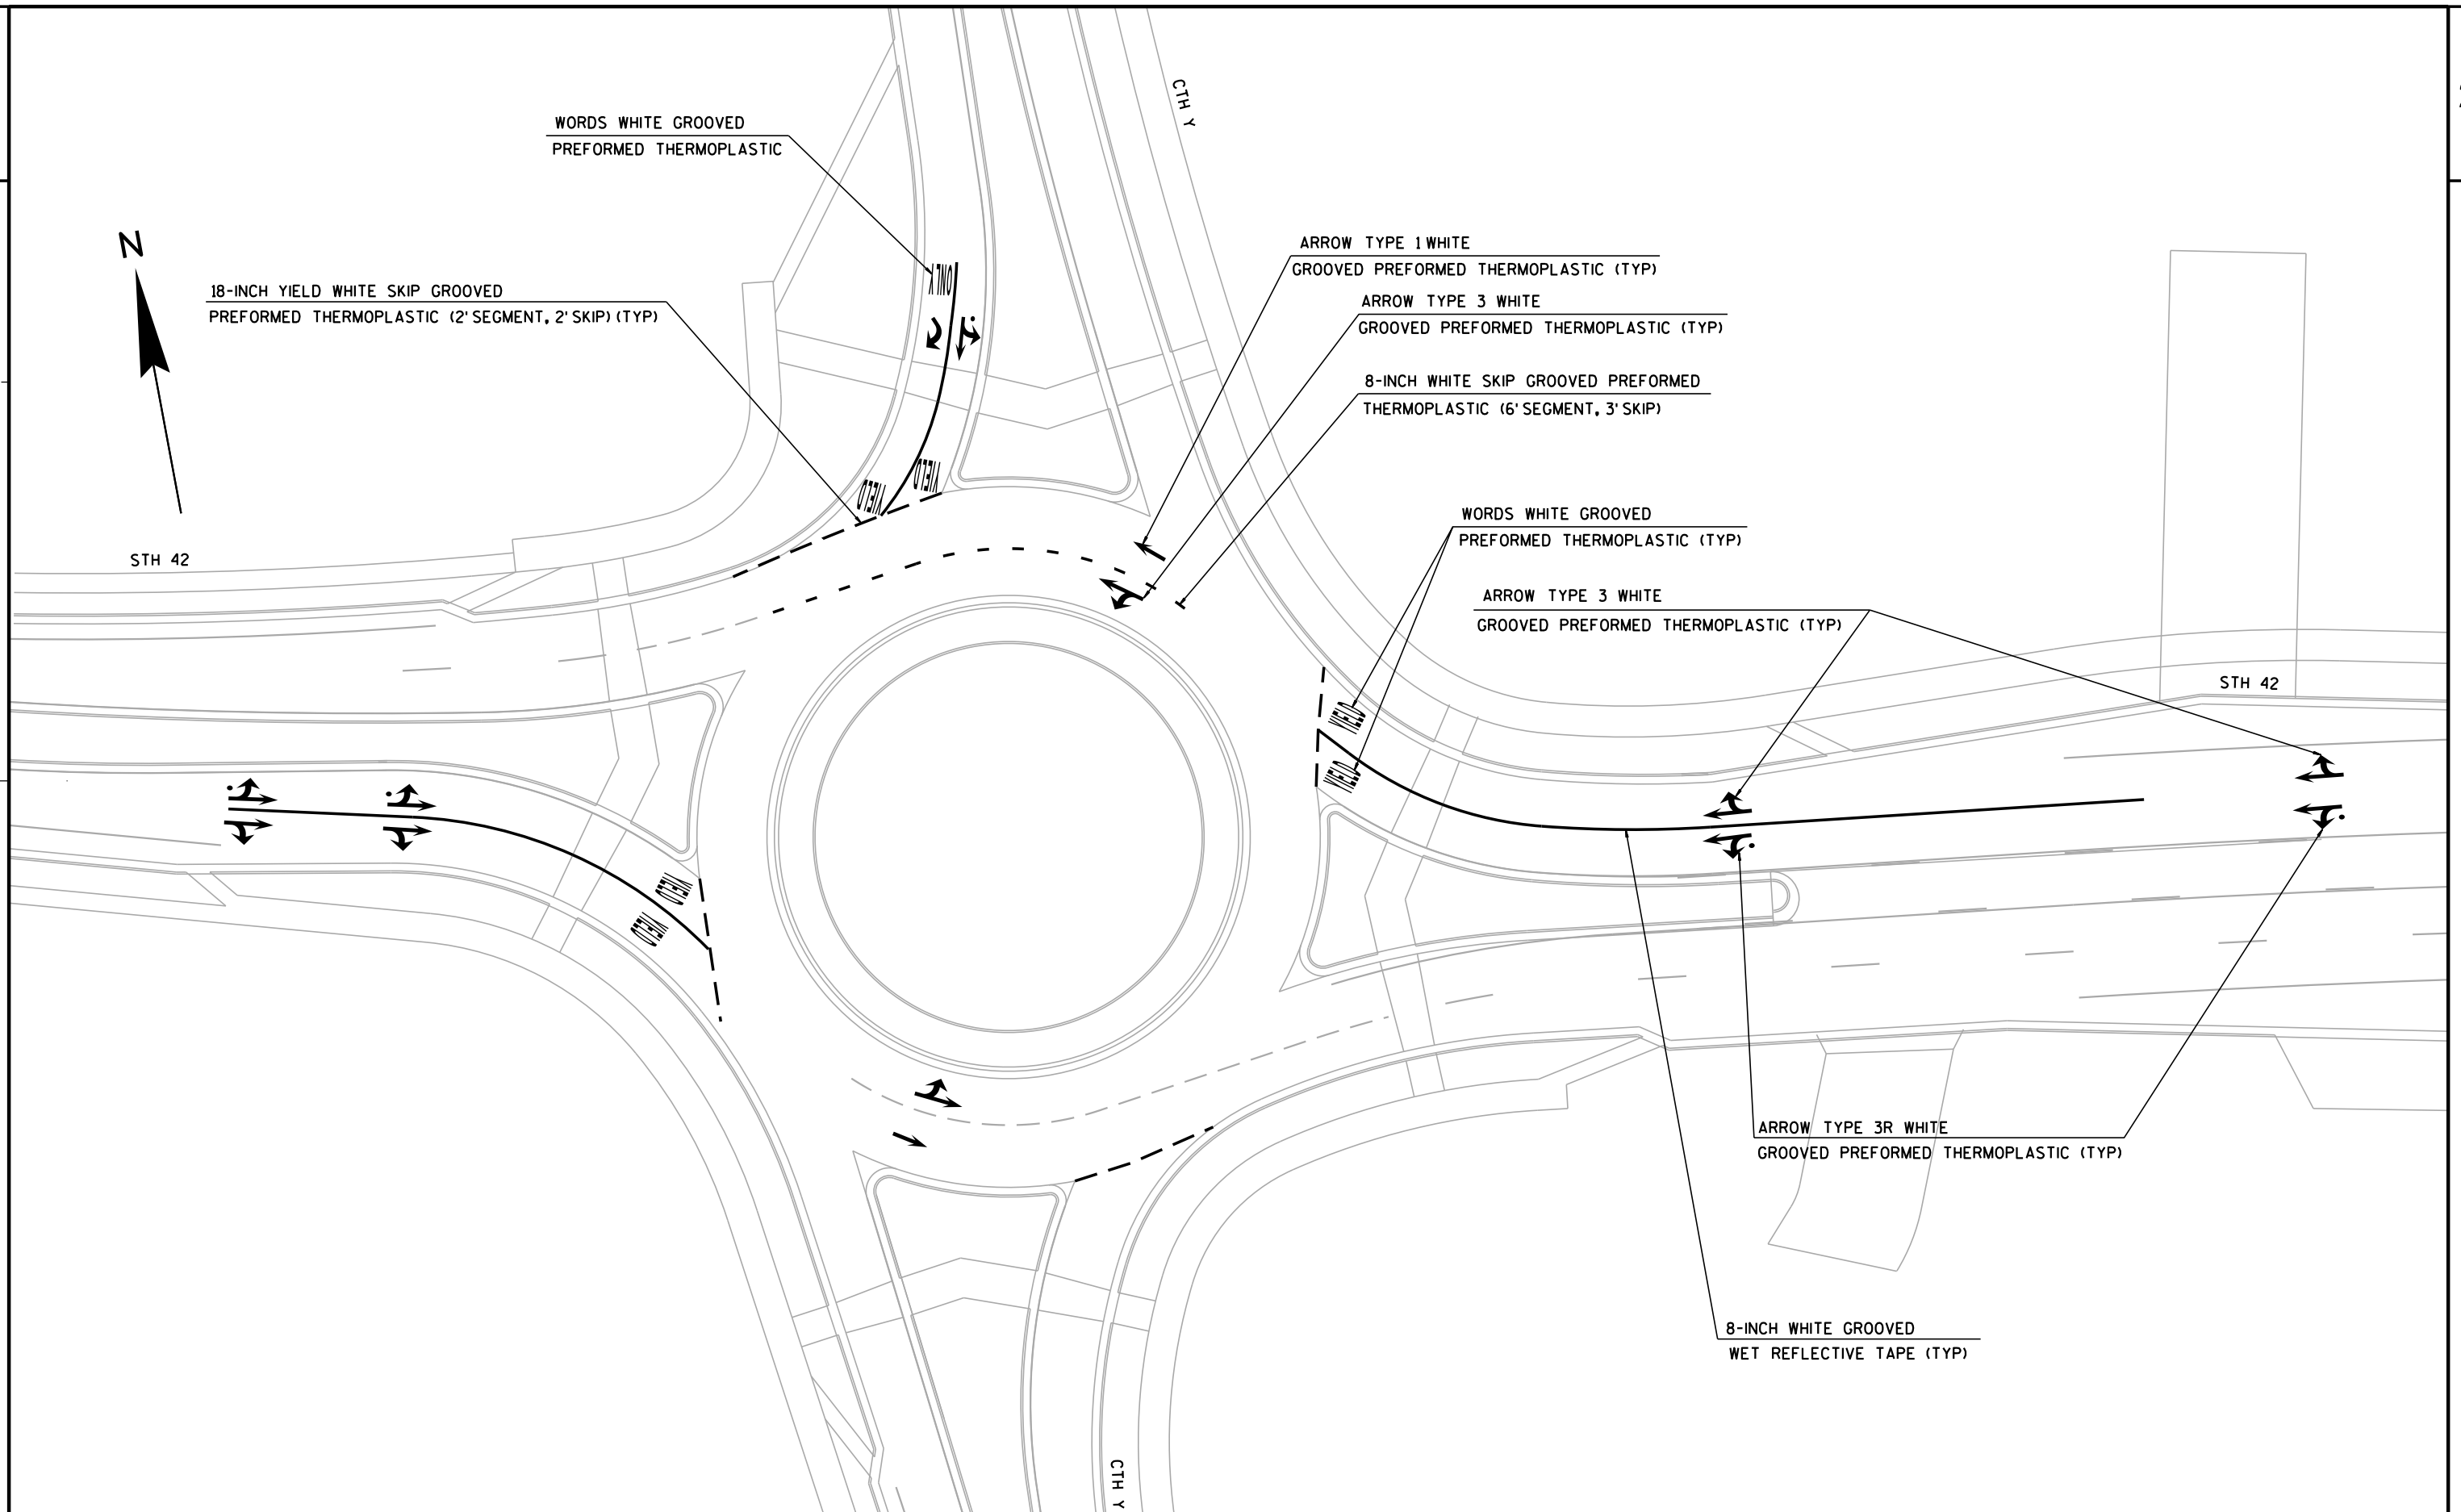 CTH Y
WORDS WHITE GROOVED
PREFORMED THERMOPLASTIC
N
18-INCH YIELD WHITE SKIP GROOVED
PREFORMED THERMOPLASTIC (2' SEGMENT, 2' SKIP) (TYP)
ARROW TYPE 1 WHITE
GROOVED PREFORMED THERMOPLASTIC (TYP)
ARROW TYPE 3 WHITE
GROOVED PREFORMED THERMOPLASTIC (TYP)
8-INCH WHITE SKIP GROOVED PREFORMED
THERMOPLASTIC (6' SEGMENT, 3' SKIP)
ONLY
YIELD
YIELD
WORDS WHITE GROOVED
PREFORMED THERMOPLASTIC (TYP)
STH 42
ARROW TYPE 3 WHITE
GROOVED PREFORMED THERMOPLASTIC (TYP)
STH 42
YIELD
YIELD
YIELD
YIELD
ARROW TYPE 3R WHITE
GROOVED PREFORMED THERMOPLASTIC (TYP)
8-INCH WHITE GROOVED
WET REFLECTIVE TAPE (TYP)
CTH Y